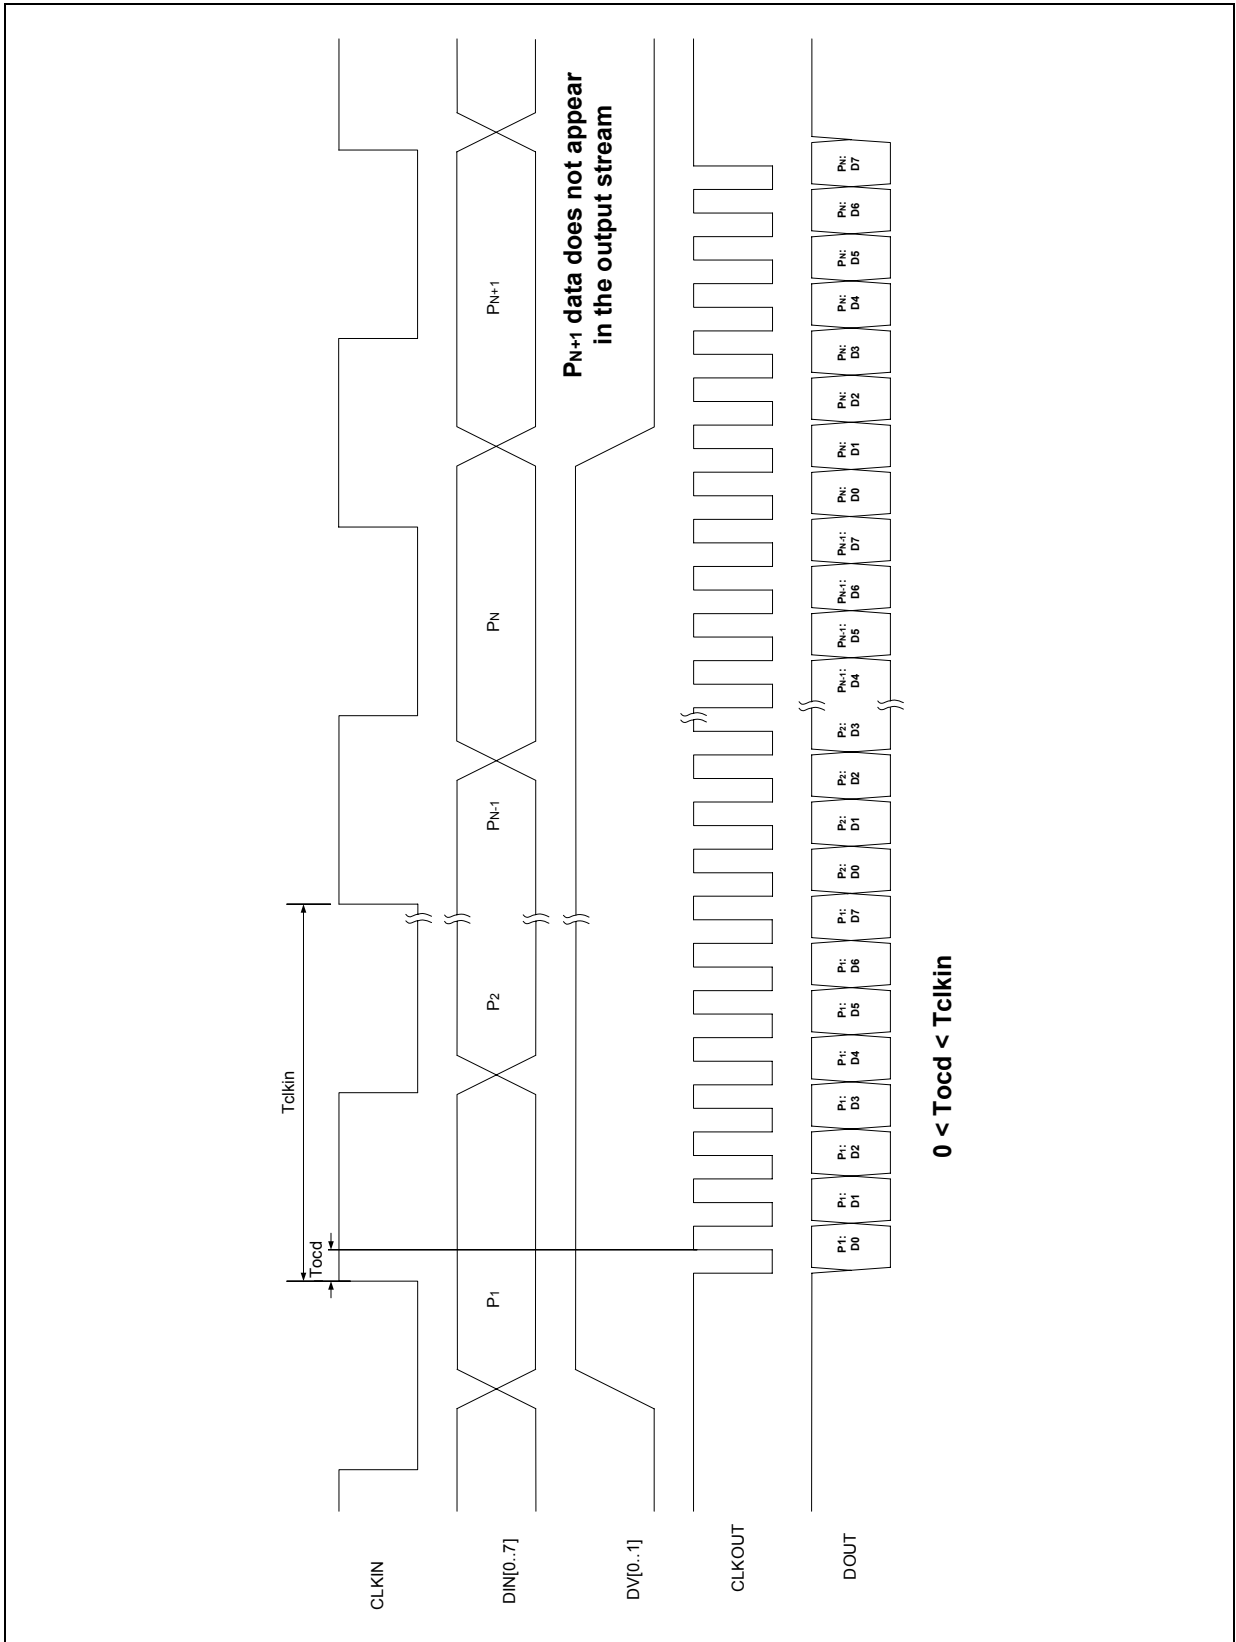 Tclkin
Tocd
CLKIN
P1
P2
PN-1
PN
PN+1
DIN[0..7]
PN+1 data does not appear
in the output stream
DV[0..1]
CLKOUT
DOUT
P1:
D0
P1:
D1
P1:
D2
P1:
D3
P1:
D4
P1:
D5
P1:
D6
P1:
D7
P2:
D0
P2:
D1
P2:
D2
P2:
D3
PN-1:
D4
PN-1:
D5
PN-1:
D6
PN-1:
D7
PN:
D0
PN:
D1
PN:
D2
PN:
D3
PN:
D4
PN:
D5
PN:
D6
PN:
D7
0 < Tocd < Tclkin